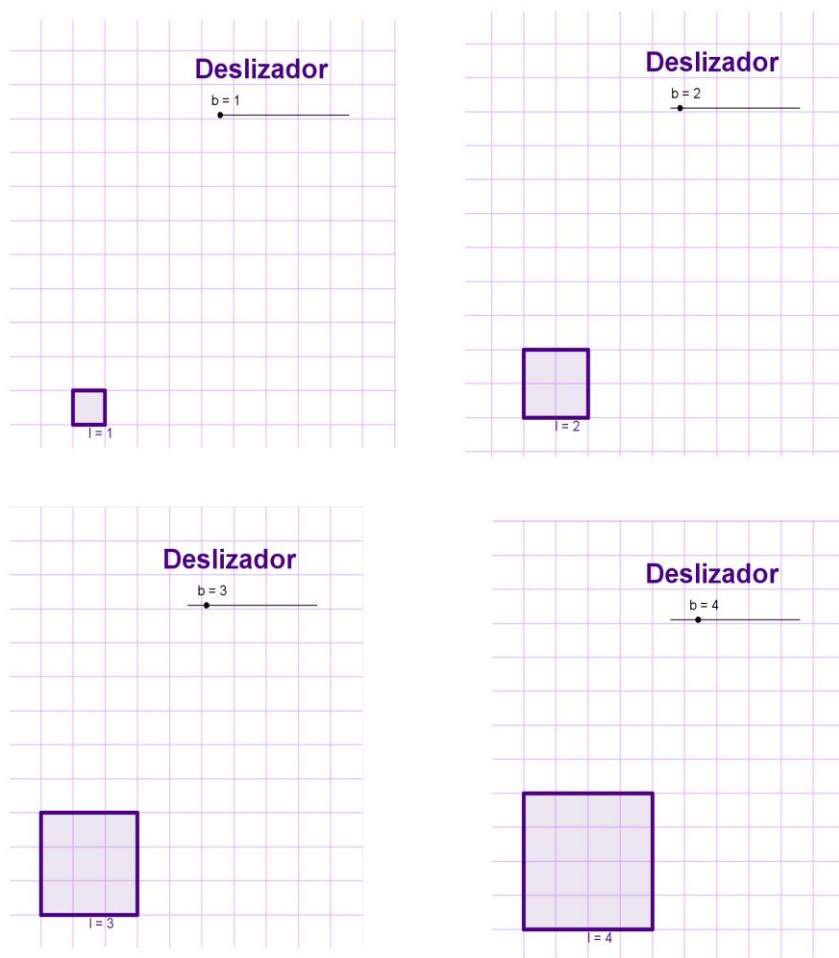 Deslizador
b = 1
l = 1
Deslizador
b = 2
l = 2
Deslizador
b = 3
l = 3
Deslizador
b = 4
l = 4